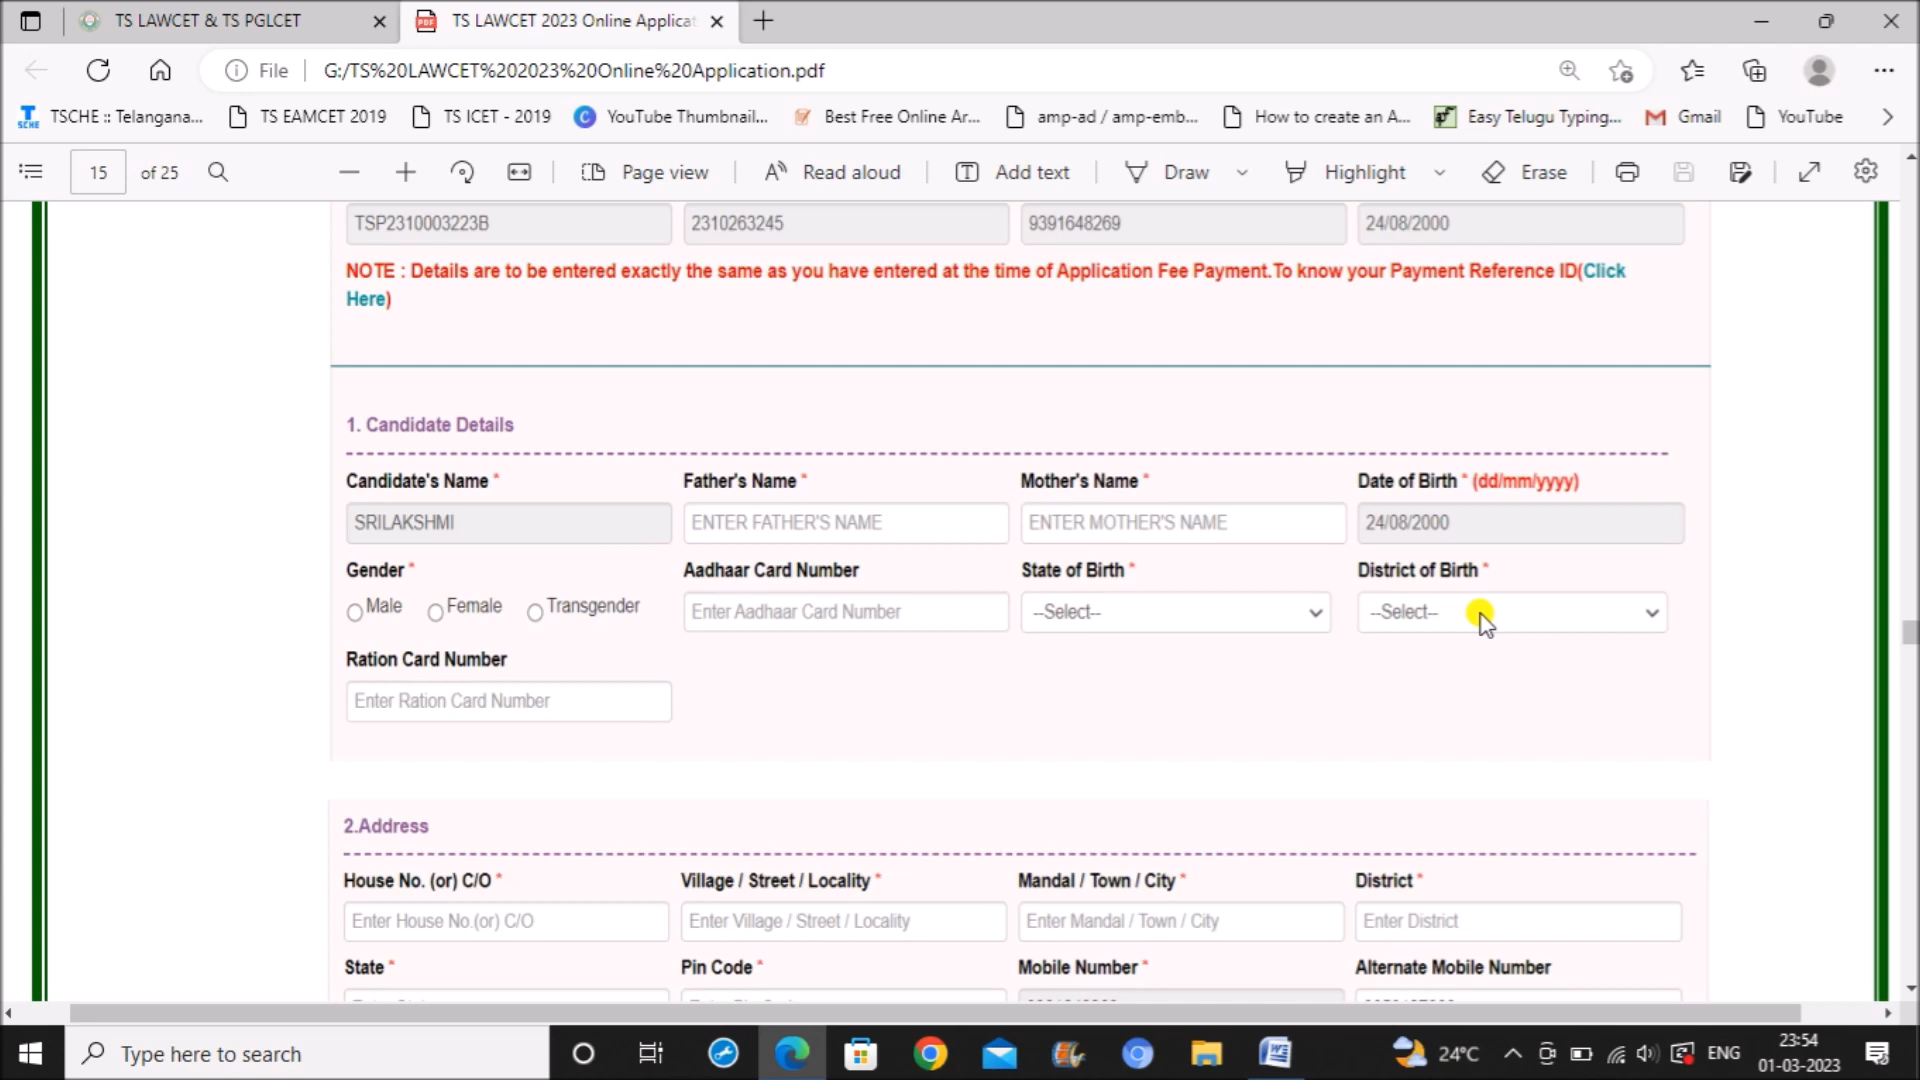 TS LAWCET & TS PGLCET
TS LAWCET 2023 Online Applicat
File
G:/TS%20LAWCET%202023%20Online%20Application.pdf
TSCHE :: Telangana...
TS EAMCET 2019
TS ICET - 2019
YouTube Thumbnail...
Best Free Online Ar...
amp-ad / amp-emb...
How to create an A...
Easy Telugu Typing...
Gmail
YouTube
15 of 25
Page view
Read aloud
Add text
Draw
Highlight
Erase
TSP2310003223B 2310263245 9391648269 24/08/2000
NOTE : Details are to be entered exactly the same as you have entered at the time of Application Fee Payment.To know your Payment Reference ID(Click
Here)
1. Candidate Details
Candidate's Name * Father's Name * Mother's Name * Date of Birth * (dd/mm/yyyy)
SRILAKSHMI ENTER FATHER'S NAME ENTER MOTHER'S NAME 24/08/2000
Gender * Aadhaar Card Number State of Birth * District of Birth *
Male Female Transgender Enter Aadhaar Card Number --Select-- --Select--
Ration Card Number
Enter Ration Card Number
2.Address
House No. (or) C/O * Village / Street / Locality * Mandal / Town / City * District *
Enter House No.(or) C/O Enter Village / Street / Locality Enter Mandal / Town / City Enter District
State * Pin Code * Mobile Number * Alternate Mobile Number
Type here to search
24°C
ENG
23:54
01-03-2023